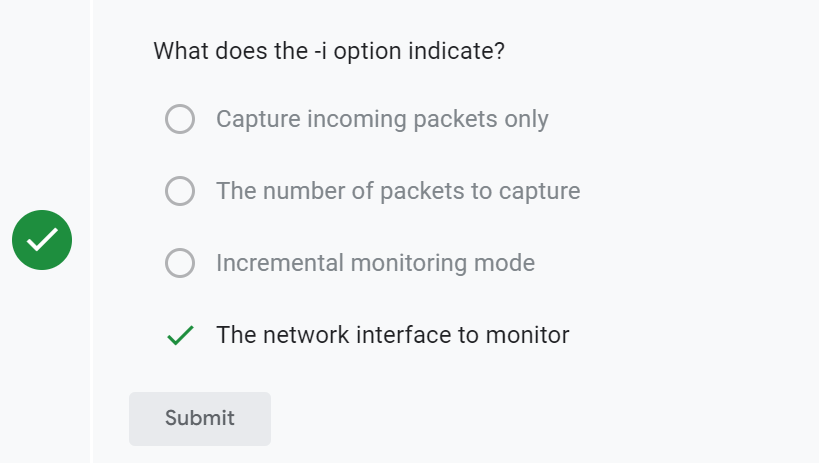 What does the -i option indicate?
Capture incoming packets only
The number of packets to capture
Incremental monitoring mode
The network interface to monitor
Submit